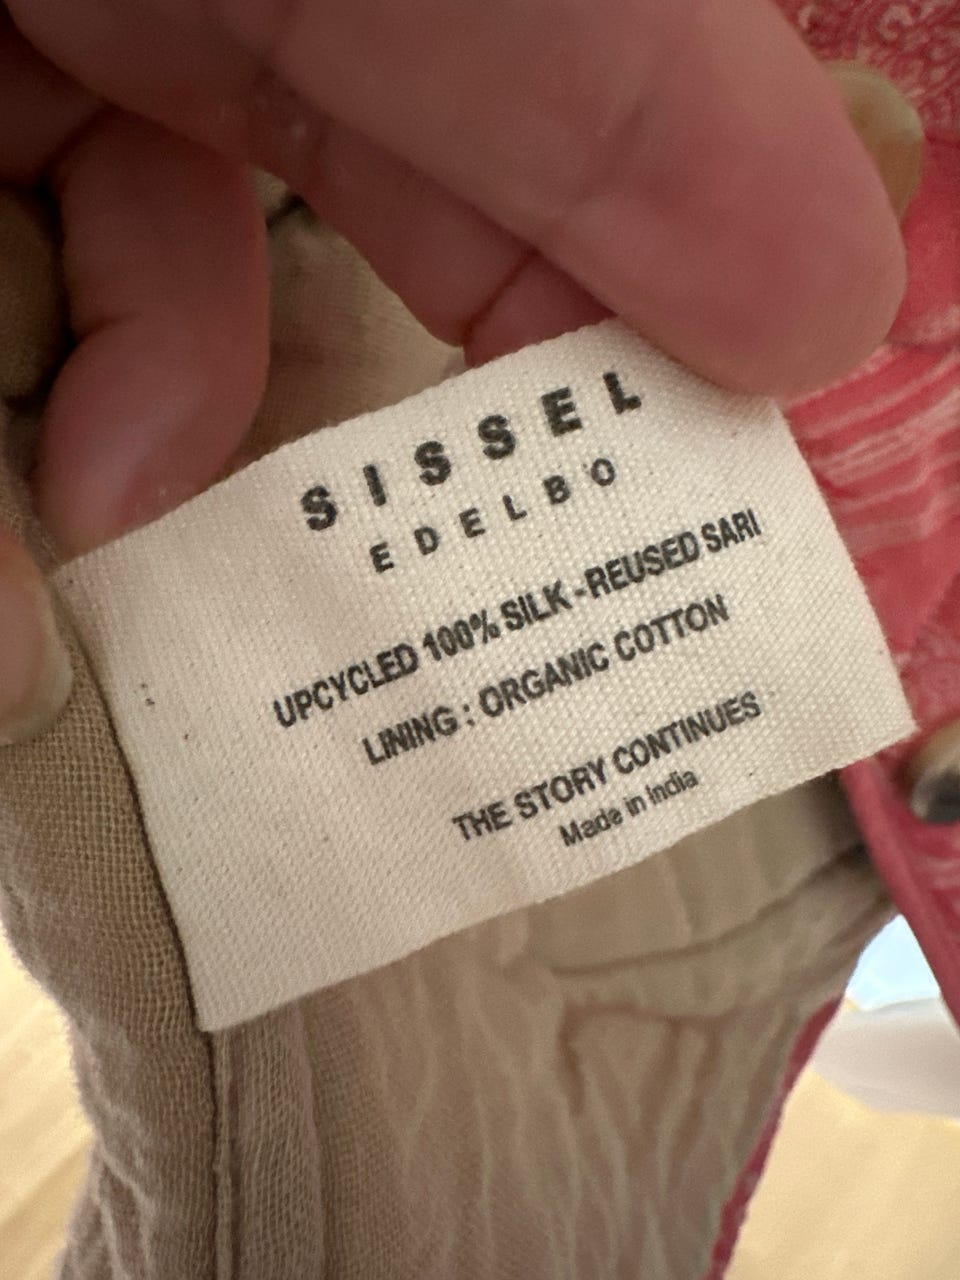 SISSEL
EDELBO
UPCYCLED 100% SILK - REUSED SARI
LINING : ORGANIC COTTON
THE STORY CONTINUES
Made in India